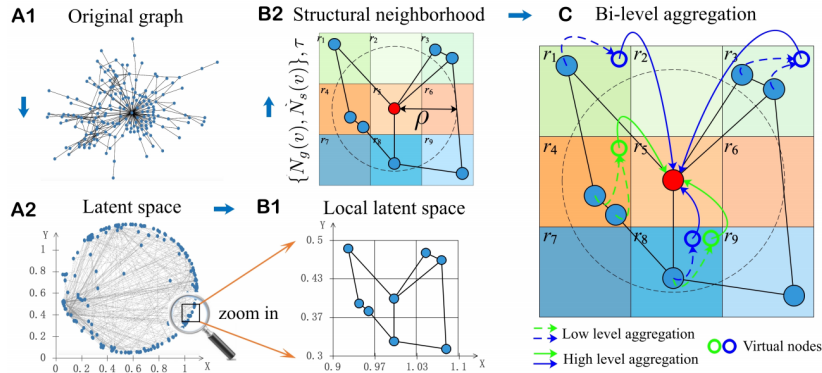 A1
Original graph
A2
Latent space
Y
1
0.8
0.6
0.4
0.2
0
0 0.2 0.4 0.6 0.8 1
X
zoom in
B2
Structural neighborhood
{N_g(v), N_s(v)}, τ
r1 r2 r3
r4 r5 r6
ρ
r7 r8 r9
B1
Local latent space
Y
0.5
0.43
0.37
0.3
0.9 0.97 1.03 1.1
X
C
Bi-level aggregation
r1 r2 r3
r4 r5 r6
r7 r8 r9
Low level aggregation
High level aggregation
Virtual nodes